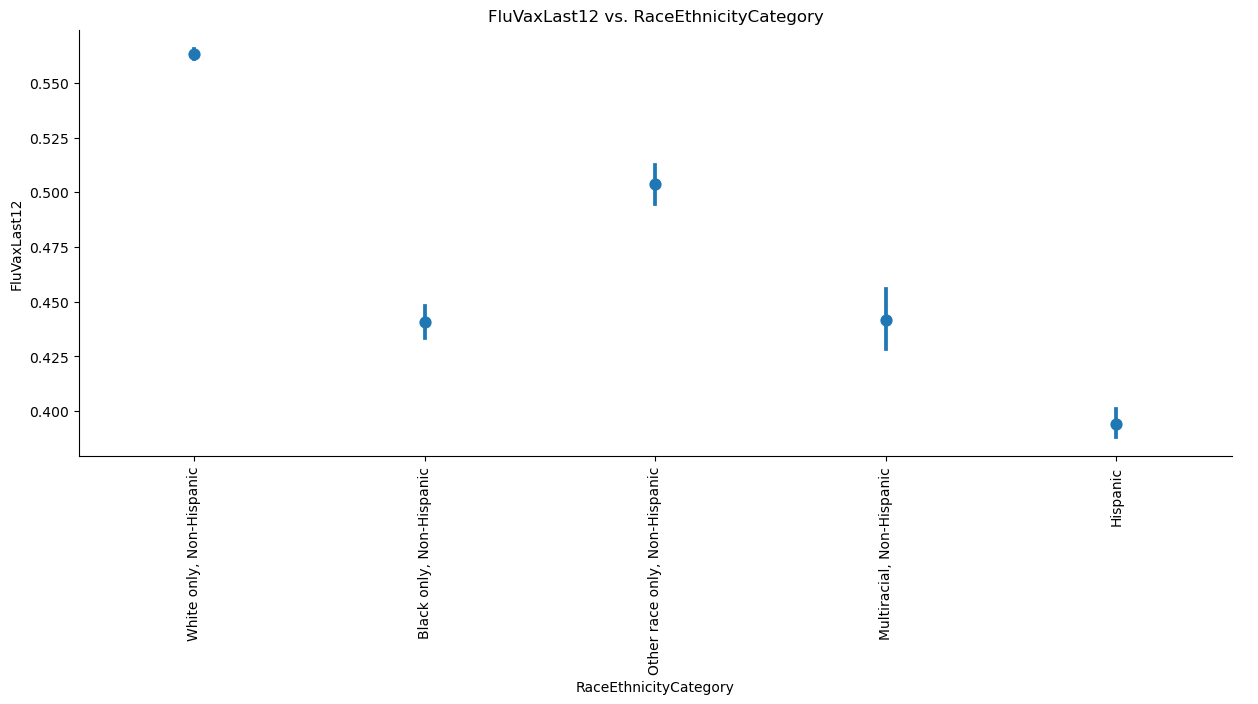 FluVaxLast12 vs. RaceEthnicityCategory
FluVaxLast12
0.550
0.525
0.500
0.475
0.450
0.425
0.400
White only, Non-Hispanic
Black only, Non-Hispanic
Other race only, Non-Hispanic
Multiracial, Non-Hispanic
Hispanic
RaceEthnicityCategory